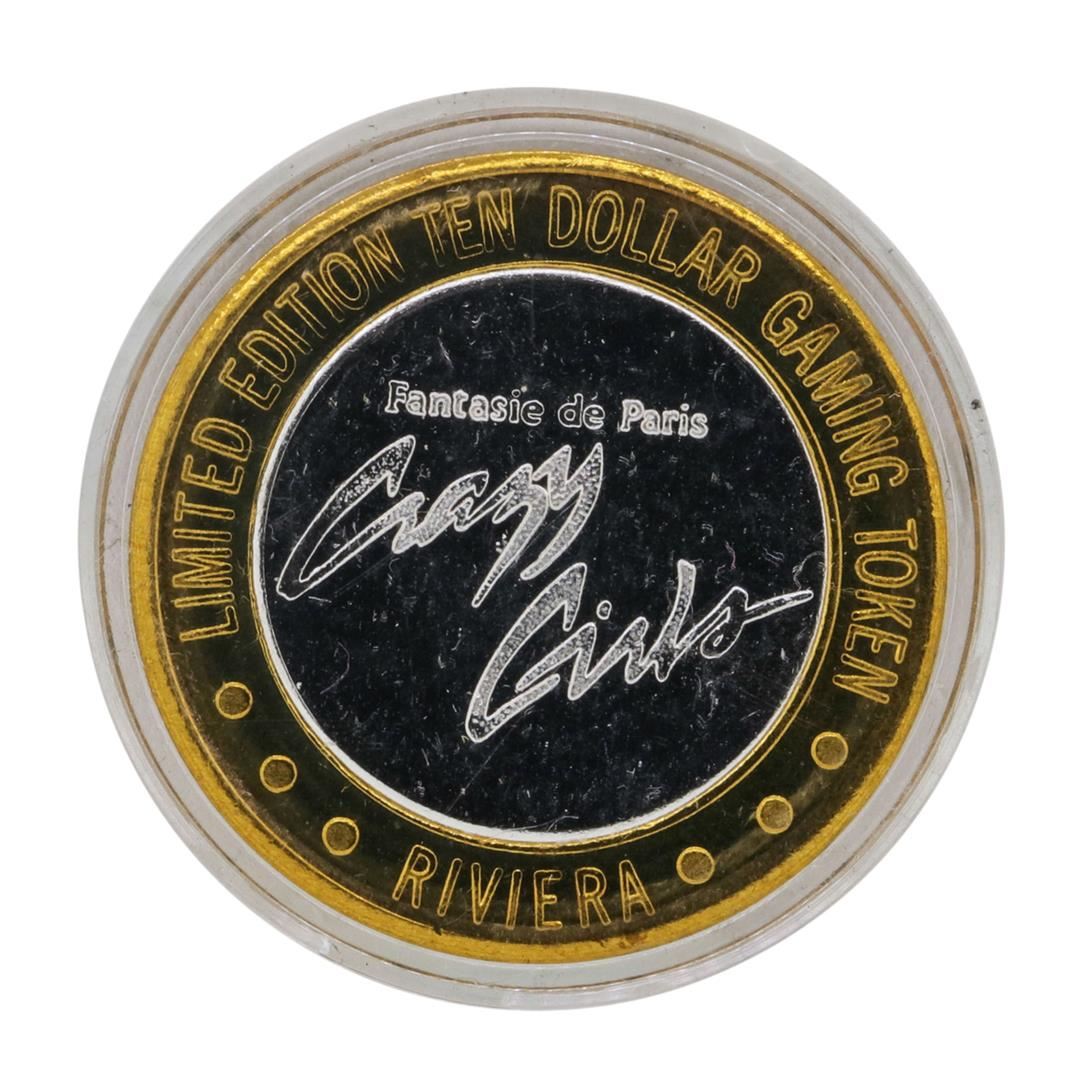 LIMITED EDITION TEN DOLLAR GAMING TOKEN
Fantasie de Paris
Crazy
Girls
RIVIERA